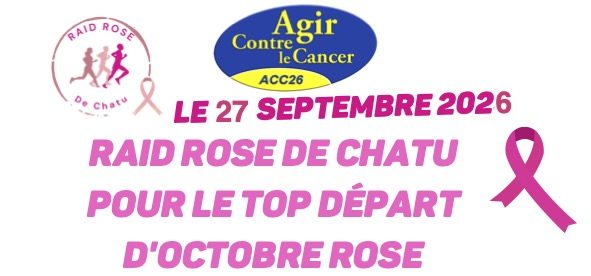 RAID ROSE
De Chatu
Agir
Contre
le Cancer
ACC26
LE 27 SEPTEMBRE 2026
RAID ROSE DE CHATU
POUR LE TOP DÉPART
D'OCTOBRE ROSE